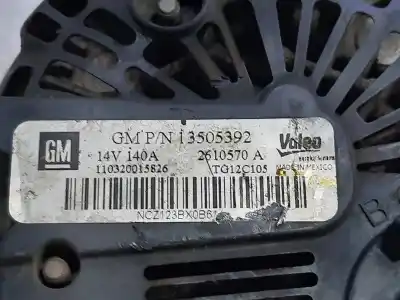 GM P/N 13505392
GM
14V 140A
2610570 A
Valeo
110320015826
TG12C105
MADE IN MEXICO
NCZ123BX0B6
B